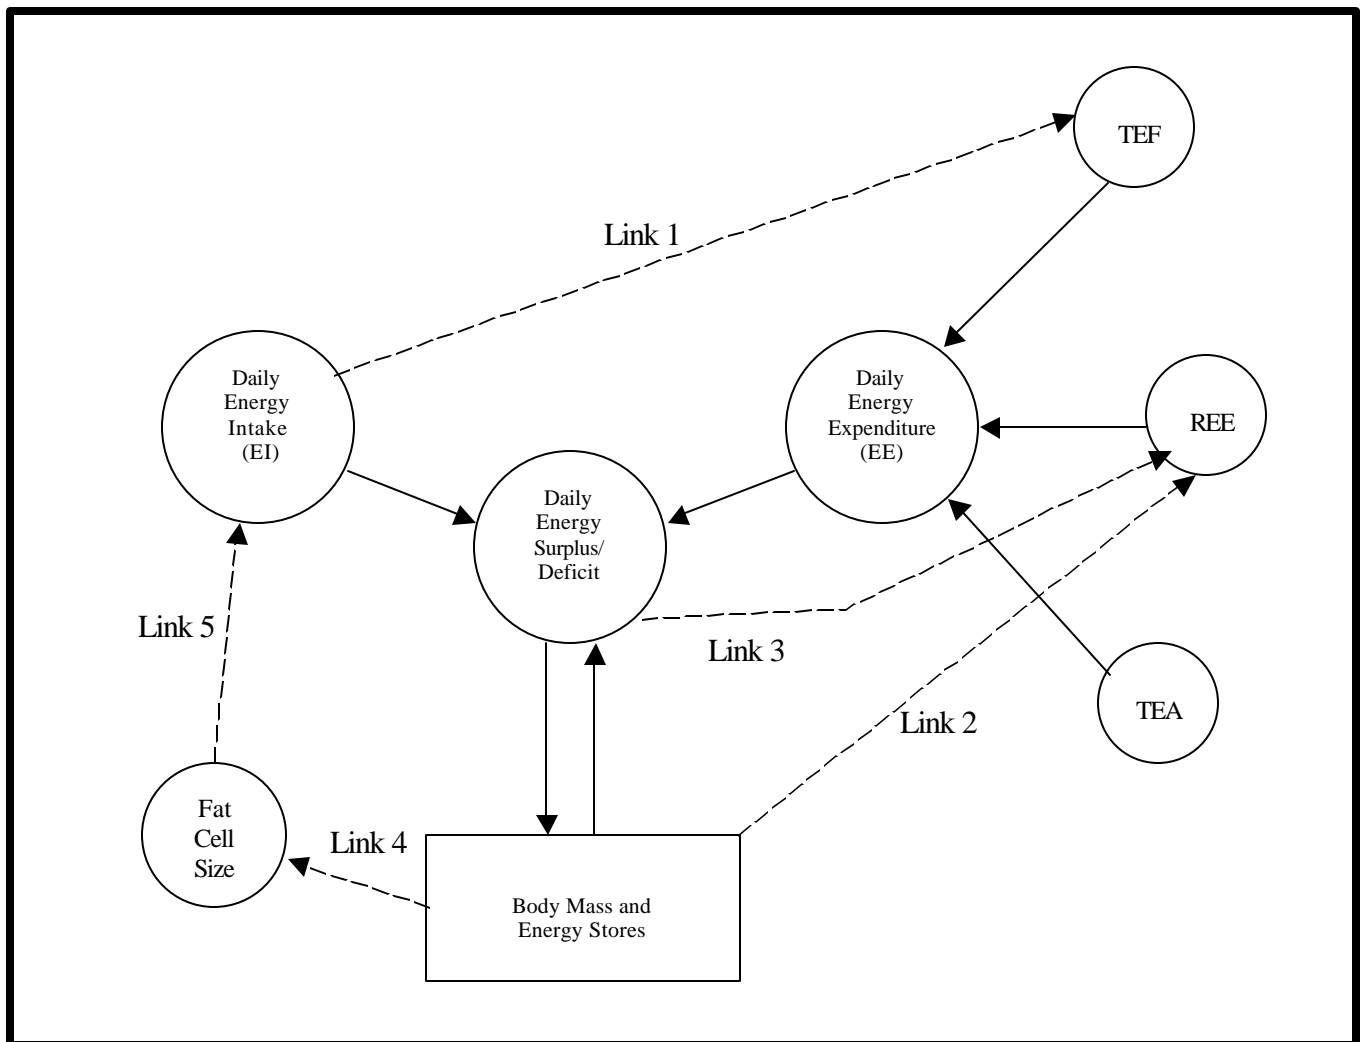 TEF
Link 1
Daily
Energy
Intake
(EI)
Daily
Energy
Expenditure
(EE)
REE
Daily
Energy
Surplus/
Deficit
Link 5
Link 3
Link 2
TEA
Fat
Cell
Size
Link 4
Body Mass and
Energy Stores